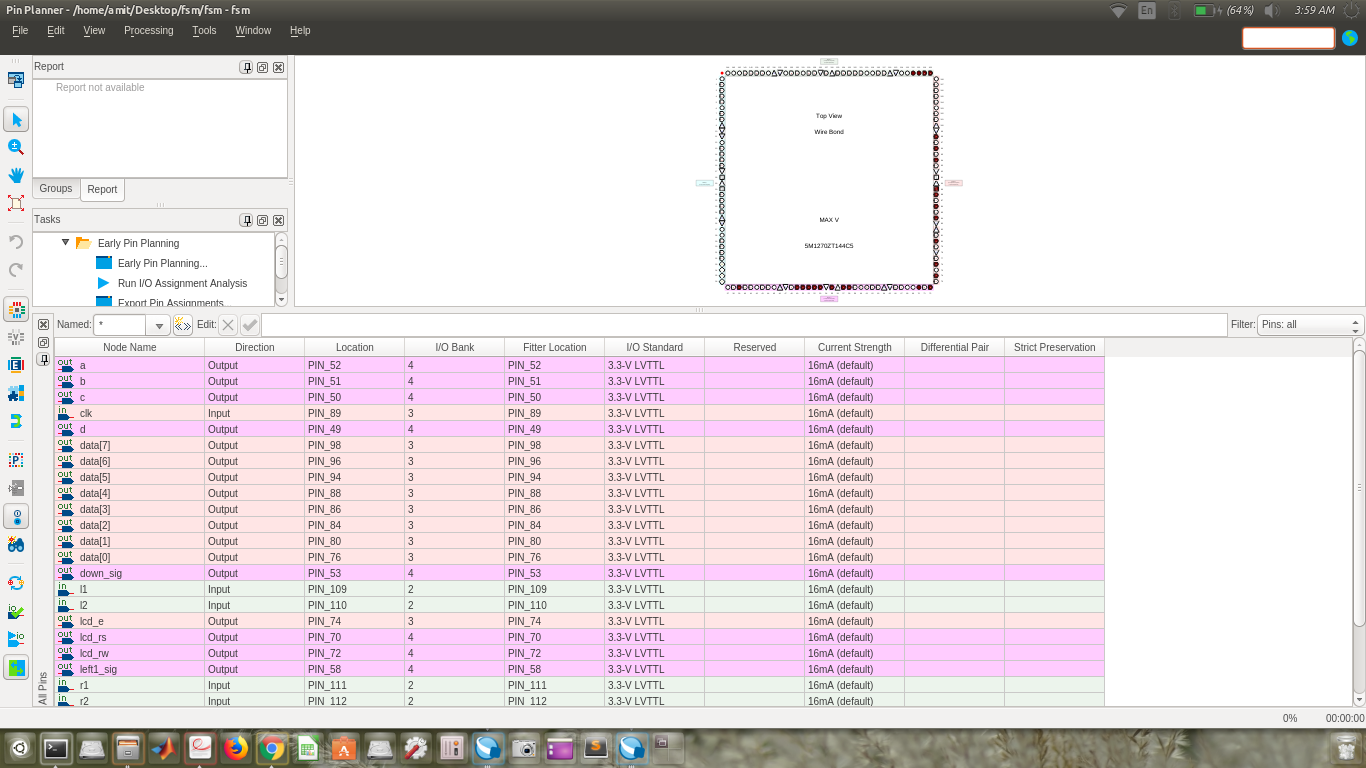 Pin Planner - /home/amit/Desktop/fsm/fsm - fsm
En (64%) 3:59 AM
File Edit View Processing Tools Window Help
Report
Report not available
Groups Report
Tasks
Early Pin Planning
Early Pin Planning...
Run I/O Assignment Analysis
Export Pin Assignments...
Top View
Wire Bond
MAX V
5M1270ZT144C5
Named: * Edit: Filter: Pins: all
Node Name Direction Location I/O Bank Fitter Location I/O Standard Reserved Current Strength Differential Pair Strict Preservation
out a Output PIN_52 4 PIN_52 3.3-V LVTTL 16mA (default)
out b Output PIN_51 4 PIN_51 3.3-V LVTTL 16mA (default)
out c Output PIN_50 4 PIN_50 3.3-V LVTTL 16mA (default)
in clk Input PIN_89 3 PIN_89 3.3-V LVTTL 16mA (default)
out d Output PIN_49 4 PIN_49 3.3-V LVTTL 16mA (default)
out data[7] Output PIN_98 3 PIN_98 3.3-V LVTTL 16mA (default)
out data[6] Output PIN_96 3 PIN_96 3.3-V LVTTL 16mA (default)
out data[5] Output PIN_94 3 PIN_94 3.3-V LVTTL 16mA (default)
out data[4] Output PIN_88 3 PIN_88 3.3-V LVTTL 16mA (default)
out data[3] Output PIN_86 3 PIN_86 3.3-V LVTTL 16mA (default)
out data[2] Output PIN_84 3 PIN_84 3.3-V LVTTL 16mA (default)
out data[1] Output PIN_80 3 PIN_80 3.3-V LVTTL 16mA (default)
out data[0] Output PIN_76 3 PIN_76 3.3-V LVTTL 16mA (default)
out down_sig Output PIN_53 4 PIN_53 3.3-V LVTTL 16mA (default)
in l1 Input PIN_109 2 PIN_109 3.3-V LVTTL 16mA (default)
in l2 Input PIN_110 2 PIN_110 3.3-V LVTTL 16mA (default)
out lcd_e Output PIN_74 3 PIN_74 3.3-V LVTTL 16mA (default)
out lcd_rs Output PIN_70 4 PIN_70 3.3-V LVTTL 16mA (default)
out lcd_rw Output PIN_72 4 PIN_72 3.3-V LVTTL 16mA (default)
out left1_sig Output PIN_58 4 PIN_58 3.3-V LVTTL 16mA (default)
in r1 Input PIN_111 2 PIN_111 3.3-V LVTTL 16mA (default)
in r2 Input PIN_112 2 PIN_112 3.3-V LVTTL 16mA (default)
All Pins
0% 00:00:00